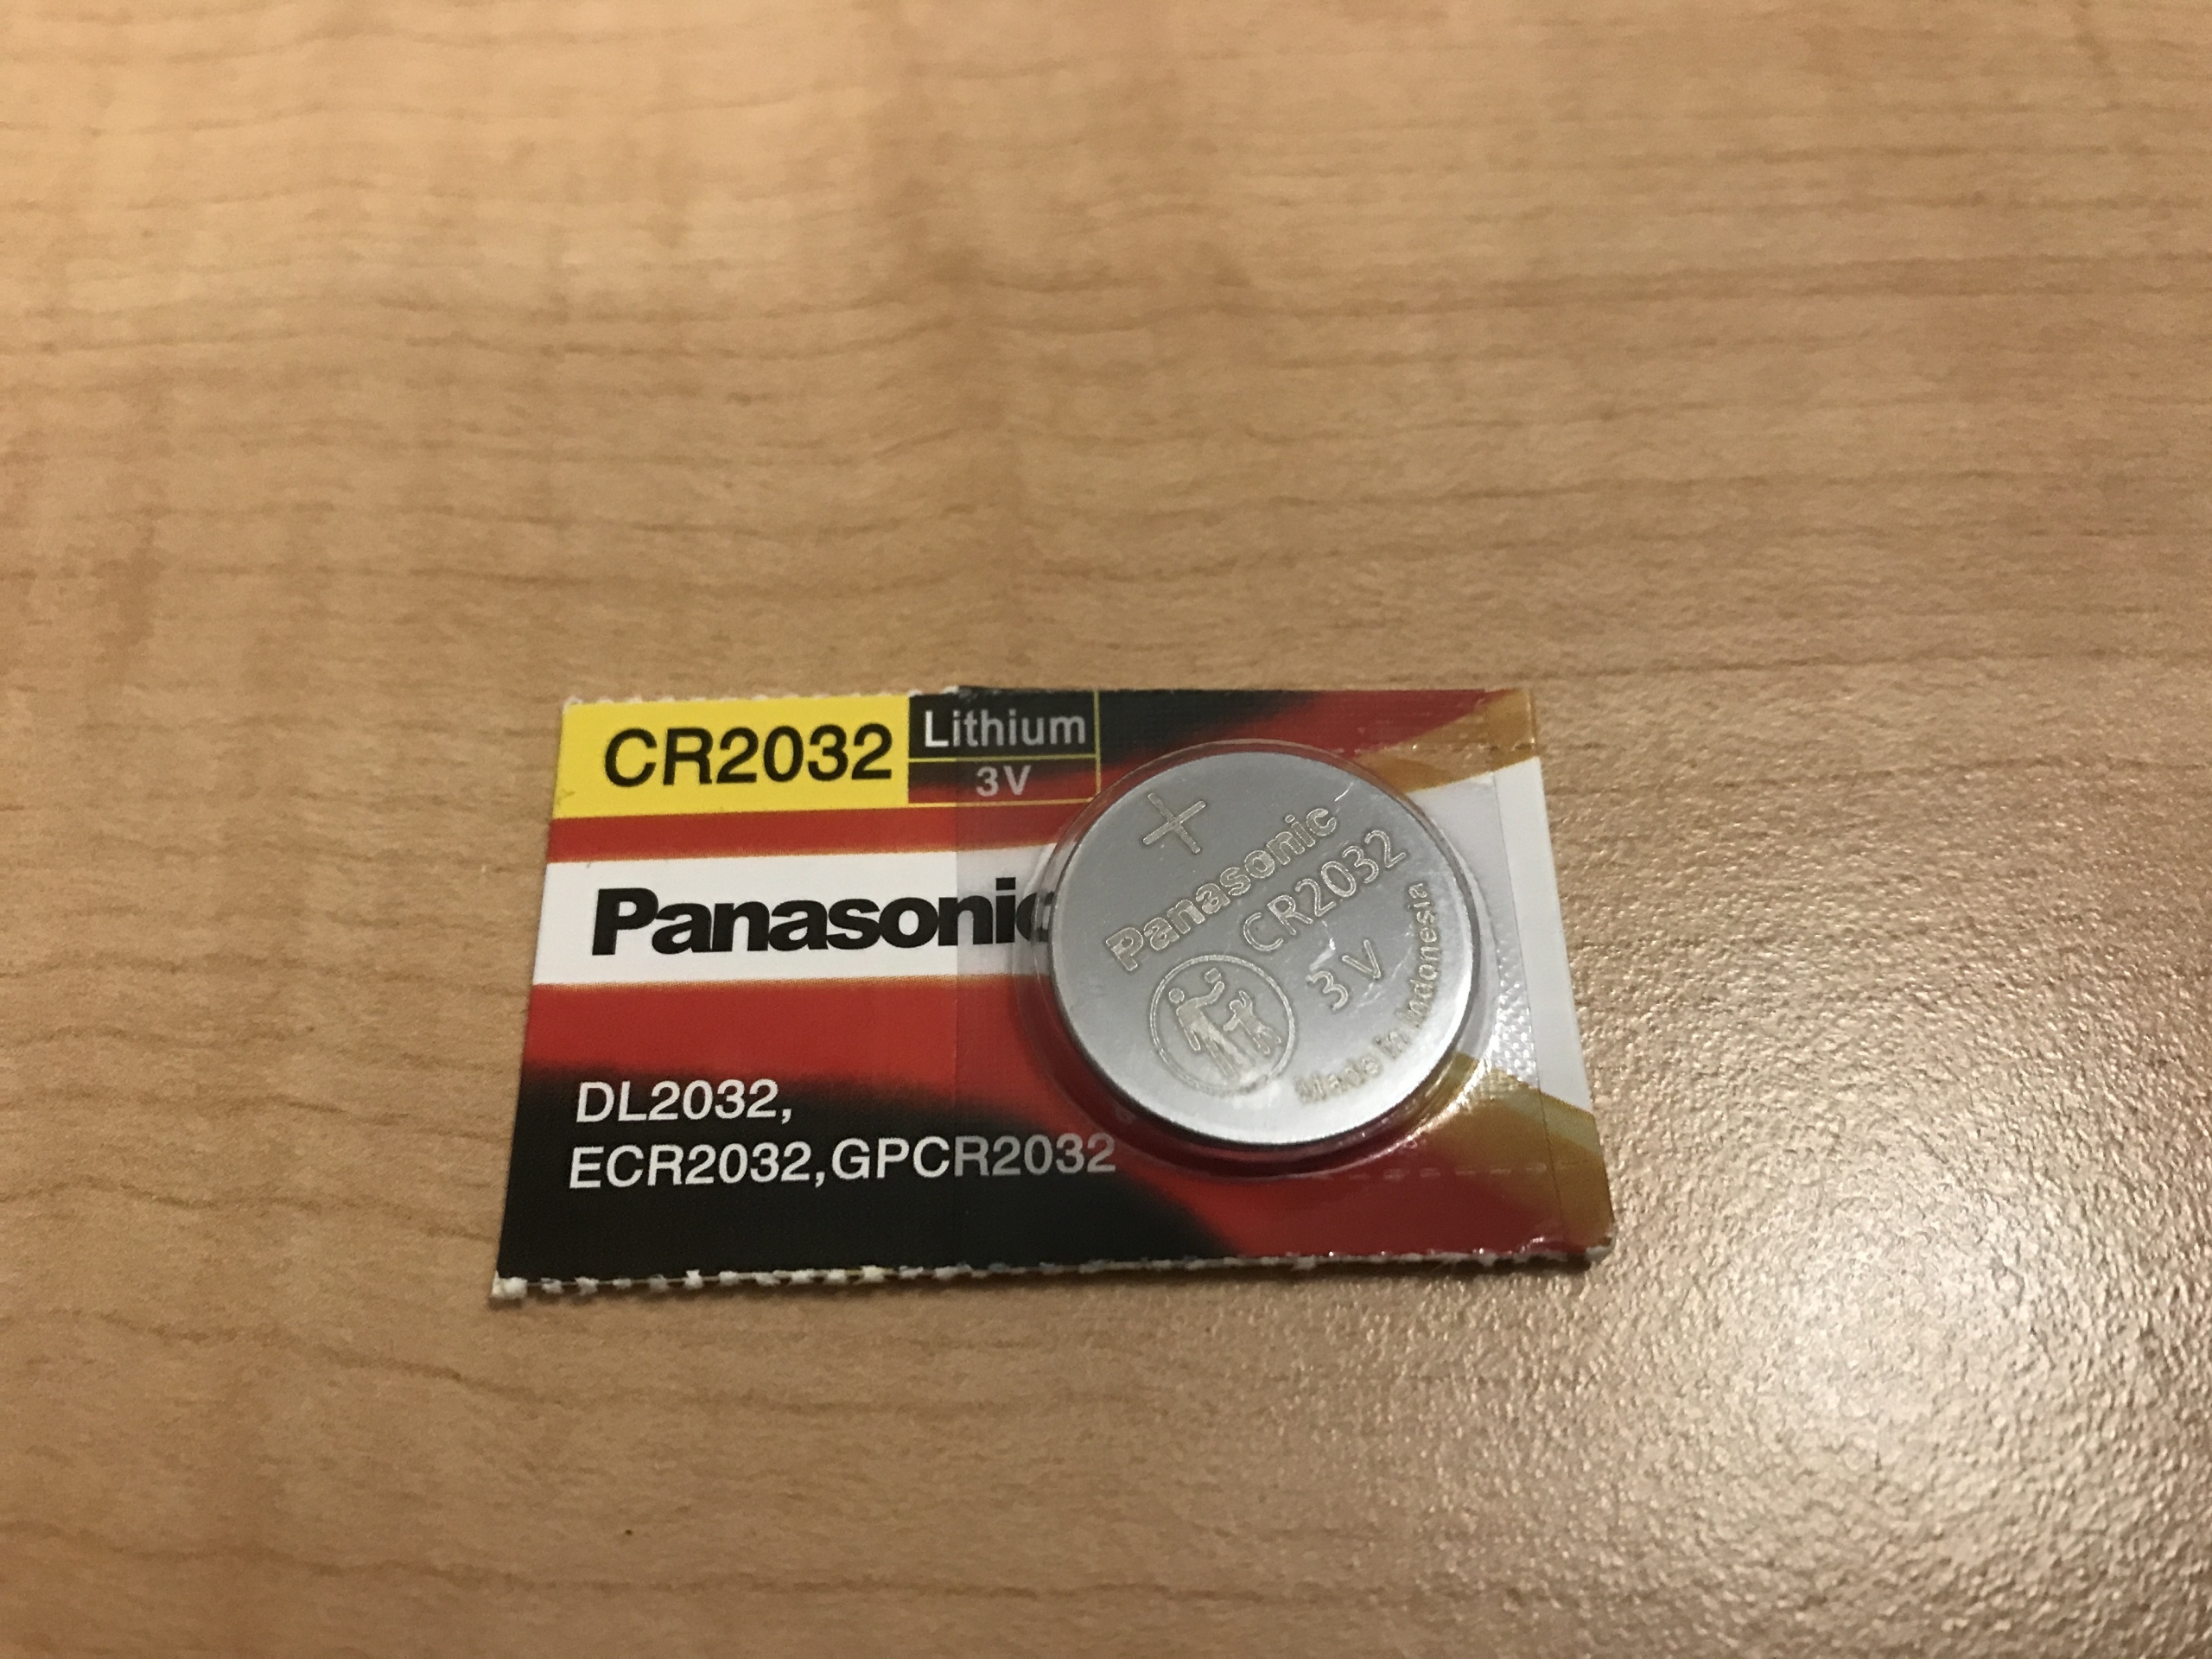 CR2032
Lithium
3V
Panasonic
DL2032,
ECR2032,GPCR2032
+
Panasonic
CR2032
3V
Made in Indonesia